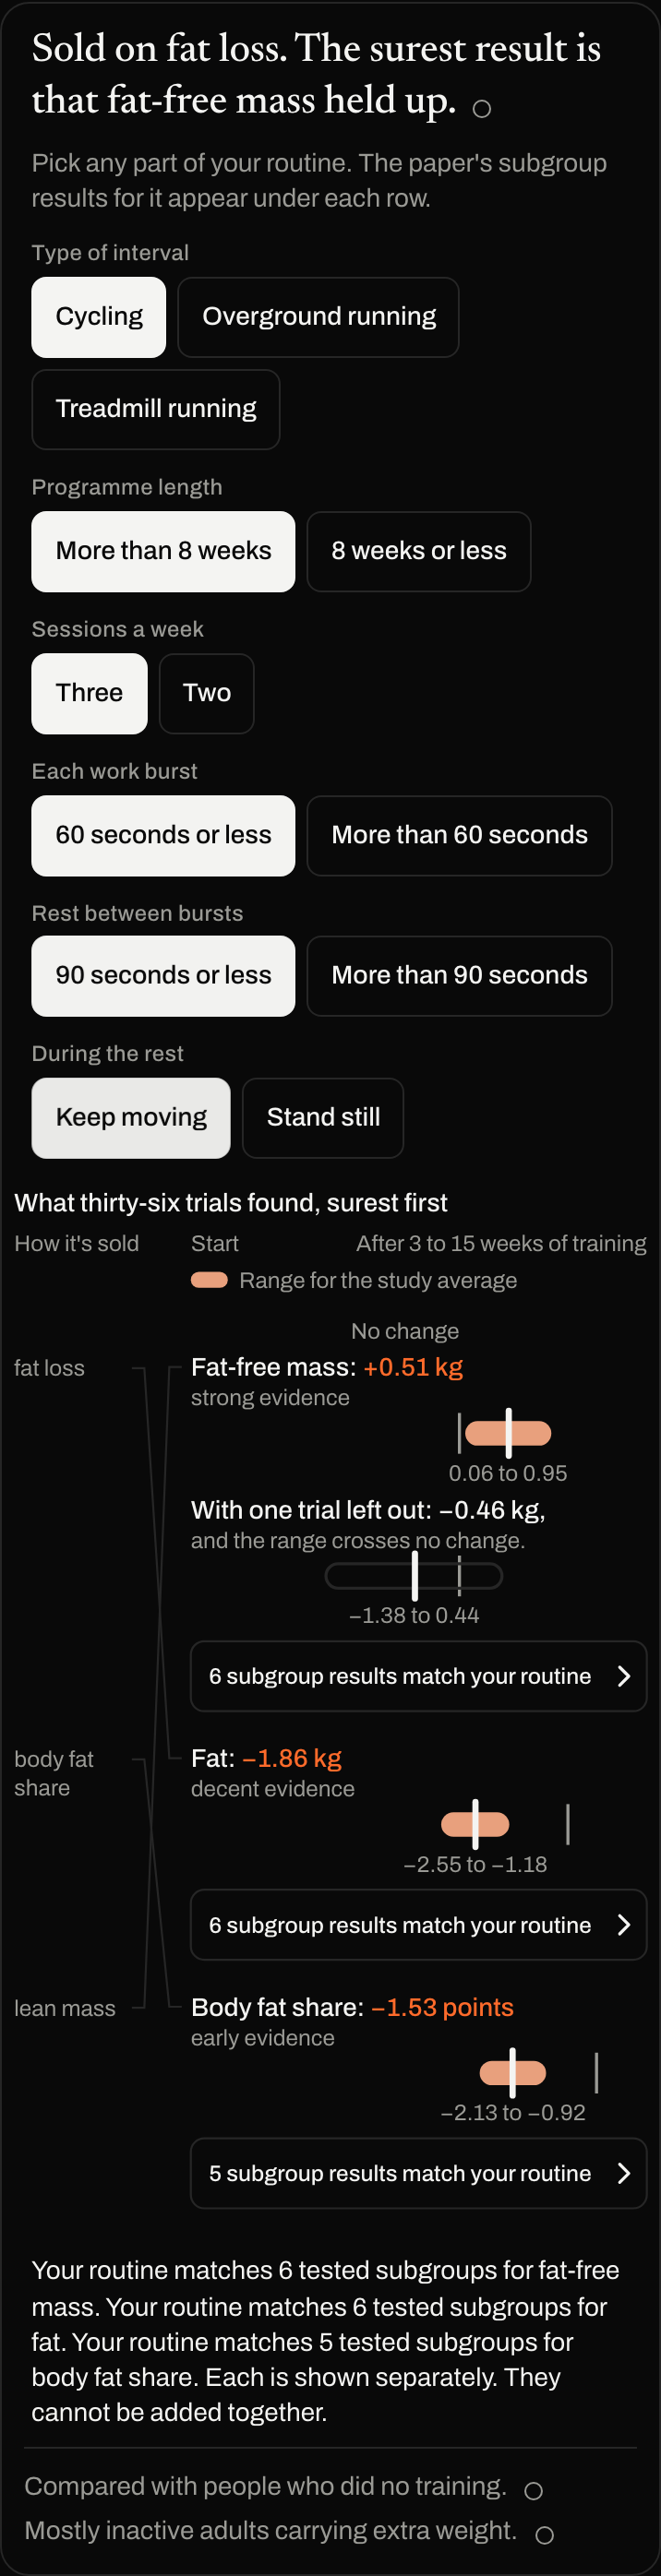 Sold on fat loss. The surest result is
that fat-free mass held up.
Pick any part of your routine. The paper's subgroup
results for it appear under each row.
Type of interval
Cycling
Overground running
Treadmill running
Programme length
More than 8 weeks
8 weeks or less
Sessions a week
Three
Two
Each work burst
60 seconds or less
More than 60 seconds
Rest between bursts
90 seconds or less
More than 90 seconds
During the rest
Keep moving
Stand still
What thirty-six trials found, surest first
How it's sold
Start
After 3 to 15 weeks of training
Range for the study average
No change
fat loss
Fat-free mass: +0.51 kg
strong evidence
0.06 to 0.95
With one trial left out: −0.46 kg,
and the range crosses no change.
−1.38 to 0.44
6 subgroup results match your routine
body fat
share
Fat: −1.86 kg
decent evidence
−2.55 to −1.18
6 subgroup results match your routine
lean mass
Body fat share: −1.53 points
early evidence
−2.13 to −0.92
5 subgroup results match your routine
Your routine matches 6 tested subgroups for fat-free
mass. Your routine matches 6 tested subgroups for
fat. Your routine matches 5 tested subgroups for
body fat share. Each is shown separately. They
cannot be added together.
Compared with people who did no training.
Mostly inactive adults carrying extra weight.